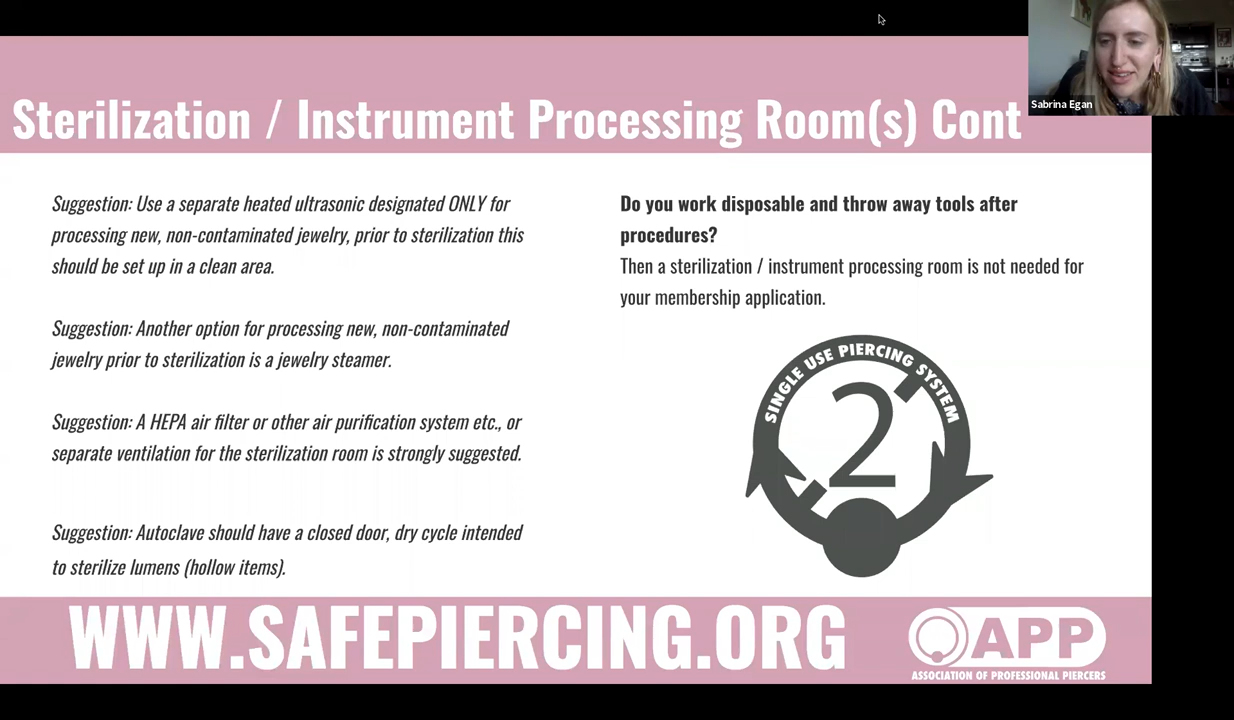 Sabrina Egan
Sterilization / Instrument Processing Room(s) Cont
Suggestion: Use a separate heated ultrasonic designated ONLY for
processing new, non-contaminated jewelry, prior to sterilization this
should be set up in a clean area.
Suggestion: Another option for processing new, non-contaminated
jewelry prior to sterilization is a jewelry steamer.
Suggestion: A HEPA air filter or other air purification system etc., or
separate ventilation for the sterilization room is strongly suggested.
Suggestion: Autoclave should have a closed door, dry cycle intended
to sterilize lumens (hollow items).
Do you work disposable and throw away tools after
procedures?
Then a sterilization / instrument processing room is not needed for
your membership application.
SINGLE USE PIERCING SYSTEM
2
WWW.SAFEPIERCING.ORG
APP
ASSOCIATION OF PROFESSIONAL PIERCERS